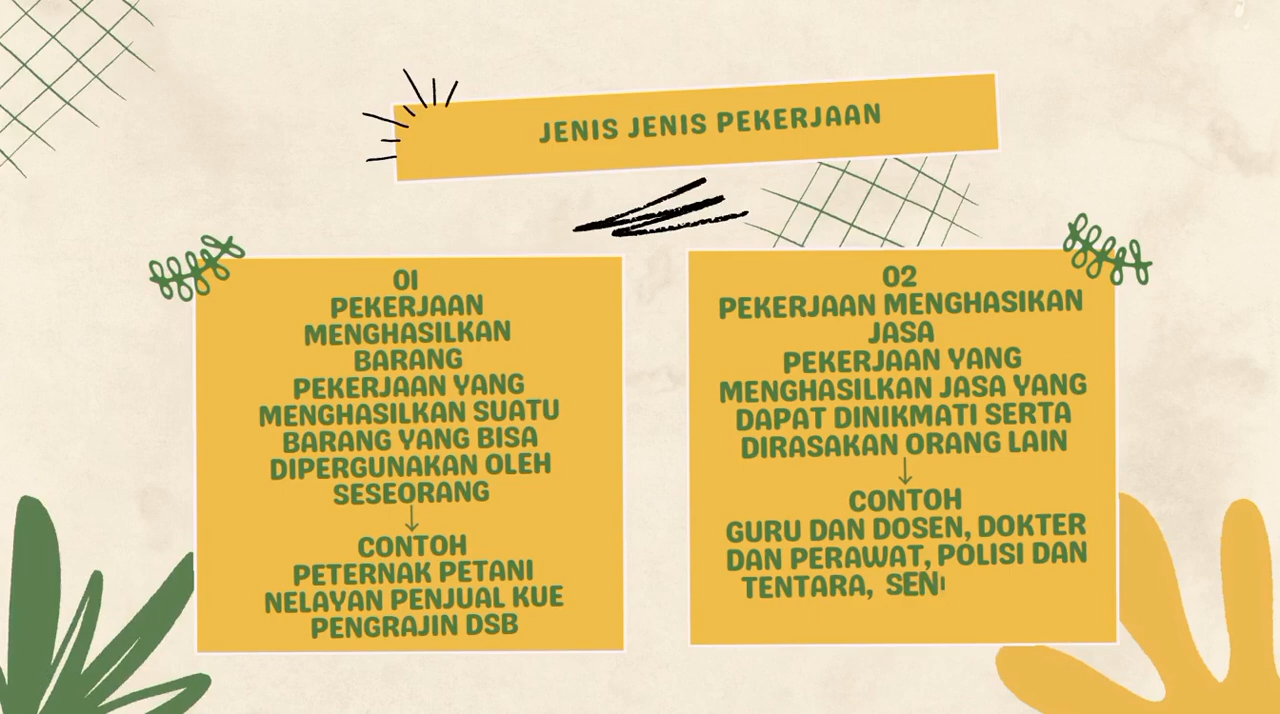 JENIS JENIS PEKERJAAN
01
PEKERJAAN
MENGHASILKAN
BARANG
PEKERJAAN YANG
MENGHASILKAN SUATU
BARANG YANG BISA
DIPERGUNAKAN OLEH
SESEORANG
CONTOH
PETERNAK PETANI
NELAYAN PENJUAL KUE
PENGRAJIN DSB
02
PEKERJAAN MENGHASIKAN
JASA
PEKERJAAN YANG
MENGHASILKAN JASA YANG
DAPAT DINIKMATI SERTA
DIRASAKAN ORANG LAIN
CONTOH
GURU DAN DOSEN, DOKTER
DAN PERAWAT, POLISI DAN
TENTARA,